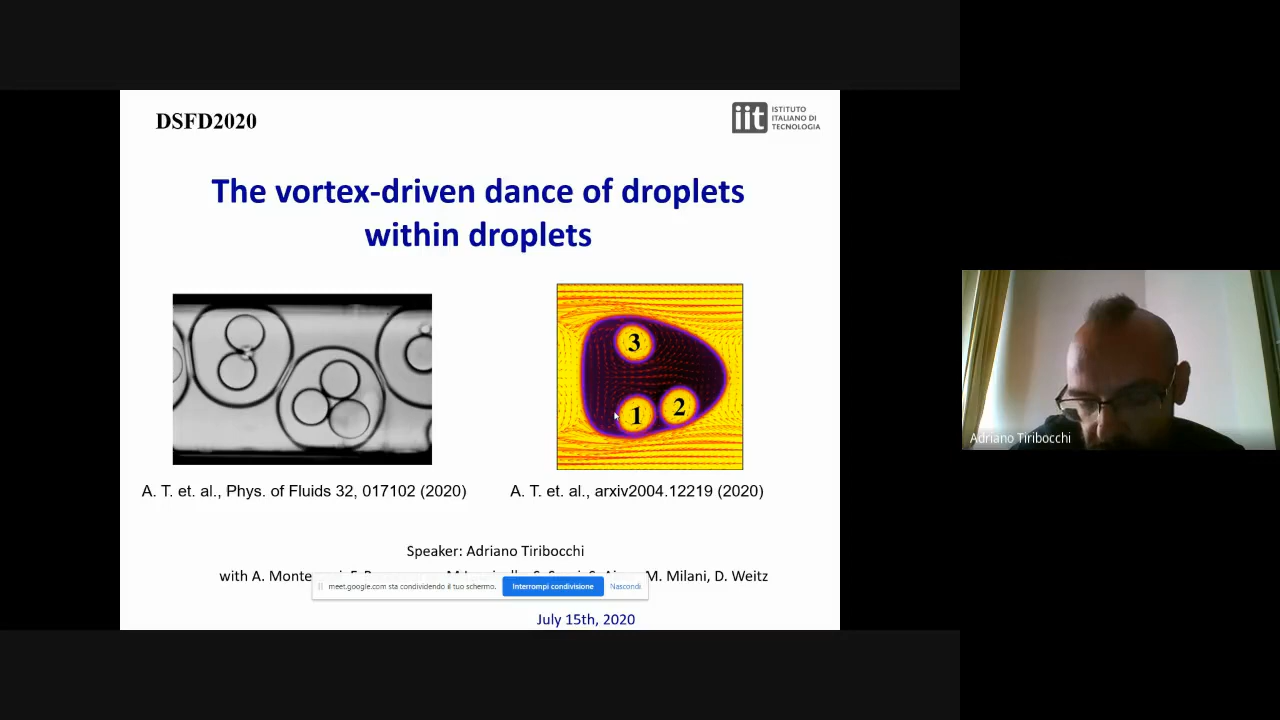 DSFD2020
iit
ISTITUTO
ITALIANO DI
TECNOLOGIA
The vortex-driven dance of droplets
within droplets
3
1
2
A. T. et. al., Phys. of Fluids 32, 017102 (2020)
A. T. et. al., arxiv2004.12219 (2020)
Speaker: Adriano Tiribocchi
with A. M. Milani, D. Weitz
meet.google.com sta condividendo il tuo schermo.
Interrompi condivisione
Nascondi
July 15th, 2020
Adriano Tiribocchi